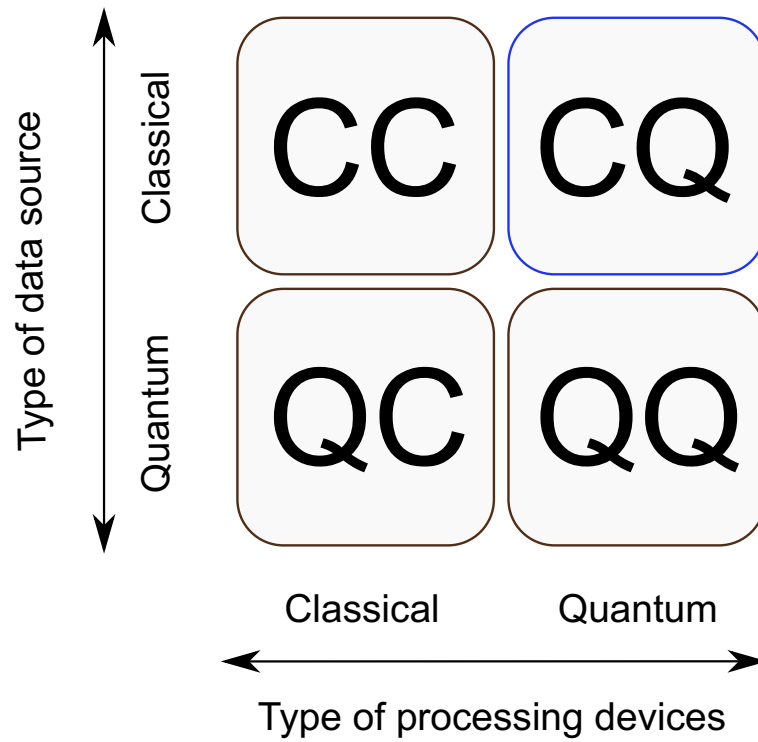 Type of data source
Classical
Quantum
CC
CQ
QC
QQ
Classical
Quantum
Type of processing devices